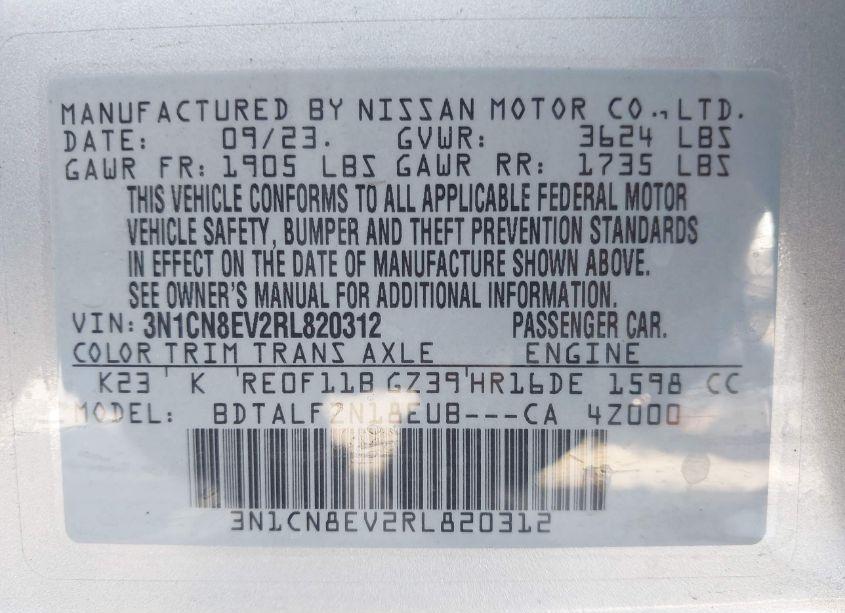 MANUFACTURED BY NISSAN MOTOR CO., LTD.
DATE: 09/23. GVWR: 3624 LBS
GAWR FR: 1905 LBS GAWR RR: 1735 LBS
THIS VEHICLE CONFORMS TO ALL APPLICABLE FEDERAL MOTOR
VEHICLE SAFETY, BUMPER AND THEFT PREVENTION STANDARDS
IN EFFECT ON THE DATE OF MANUFACTURE SHOWN ABOVE.
SEE OWNER'S MANUAL FOR ADDITIONAL INFORMATION.
VIN: 3N1CN8EV2RL820312 PASSENGER CAR.
COLOR TRIM TRANS AXLE ENGINE
K23 K RE0F11B GZ39 HR16DE 1598 CC
MODEL: BDTALF2N18EUB---CA 4Z000
3N1CN8EV2RL820312